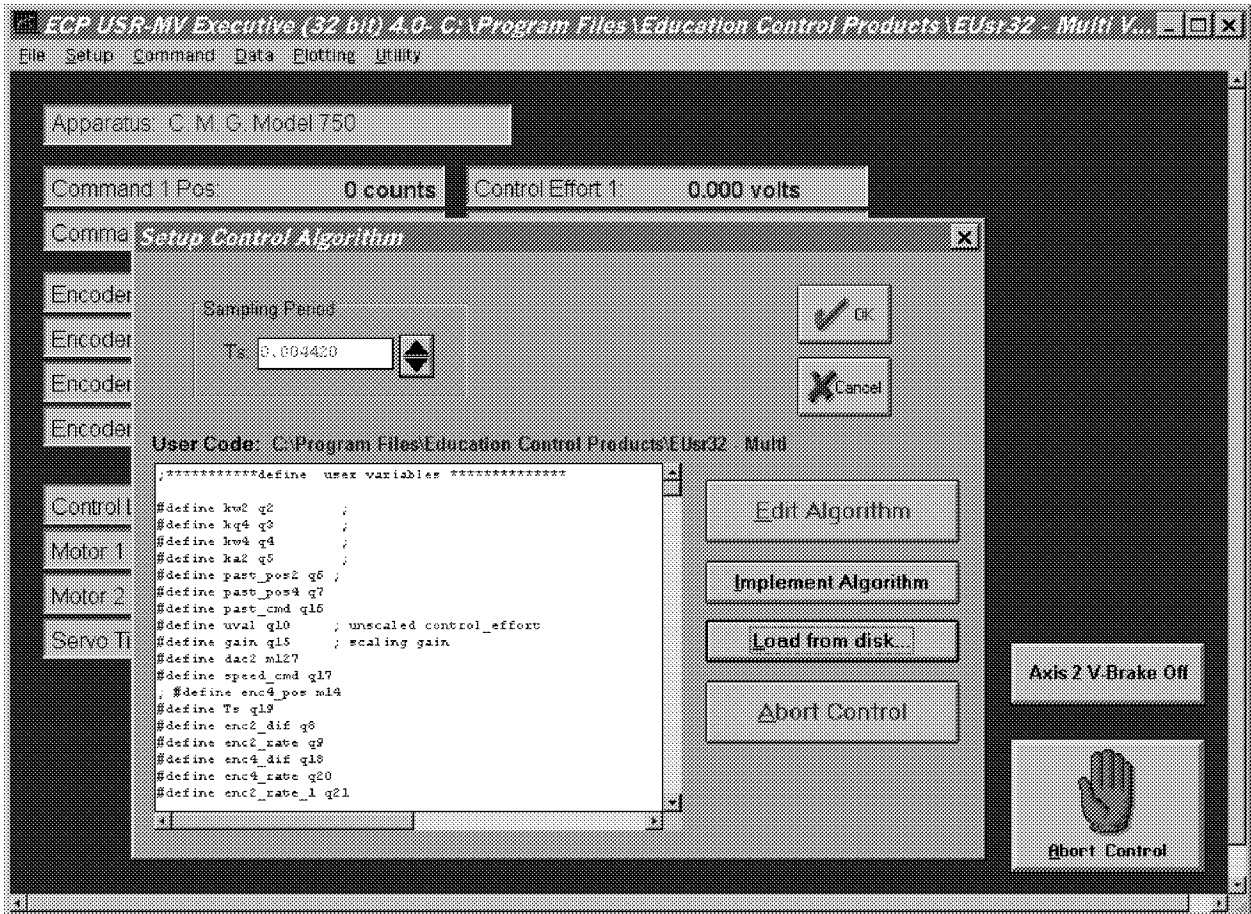 ECP USR-MV Executive (32 bit) 4.0- C:\Program Files\Education Control Products\EUsr32 - Multi V...
File Setup Command Data Plotting Utility
Apparatus: C. M. G. Model 750
Command 1 Pos: 0 counts Control Effort 1: 0.000 volts
Comma
Setup Control Algorithm
Encoder
Encoder
Encoder
Encoder
Sampling Period
Ts: 0.004420
OK
Cancel
User Code: C:\Program Files\Education Control Products\EUsr32 - Multi
;***********define user variables **************
#define kw2 q2 ;
#define kq4 q3 ;
#define kw4 q4 ;
#define ka2 q5 ;
#define past_pos2 q6 ;
#define past_pos4 q7
#define past_cmd q16
#define uval q10 ; unscaled control_effort
#define gain q15 ; scaling gain
#define dac2 m127
#define speed_cmd q17
; #define enc4_pos m14
#define Ts q19
#define enc2_dif q8
#define enc2_rate q9
#define enc4_dif q18
#define enc4_rate q20
#define enc2_rate_1 q21
Edit Algorithm
Implement Algorithm
Load from disk...
Abort Control
Control
Motor 1
Motor 2
Servo Ti
Axis 2 V-Brake Off
Abort Control